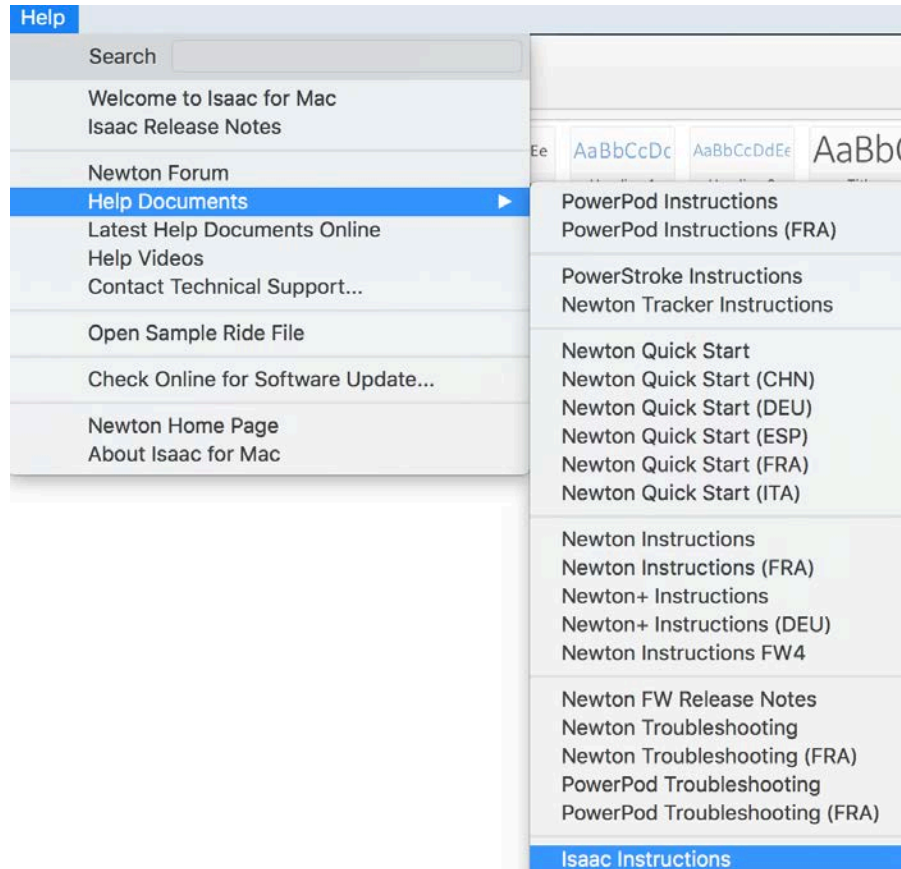 Help
Search
Welcome to Isaac for Mac
Isaac Release Notes
Newton Forum
Help Documents
Latest Help Documents Online
Help Videos
Contact Technical Support...
Open Sample Ride File
Check Online for Software Update...
Newton Home Page
About Isaac for Mac
Ee AaBbCcDc AaBbCcDdEe AaBb
PowerPod Instructions
PowerPod Instructions (FRA)
PowerStroke Instructions
Newton Tracker Instructions
Newton Quick Start
Newton Quick Start (CHN)
Newton Quick Start (DEU)
Newton Quick Start (ESP)
Newton Quick Start (FRA)
Newton Quick Start (ITA)
Newton Instructions
Newton Instructions (FRA)
Newton+ Instructions
Newton+ Instructions (DEU)
Newton Instructions FW4
Newton FW Release Notes
Newton Troubleshooting
Newton Troubleshooting (FRA)
PowerPod Troubleshooting
PowerPod Troubleshooting (FRA)
Isaac Instructions